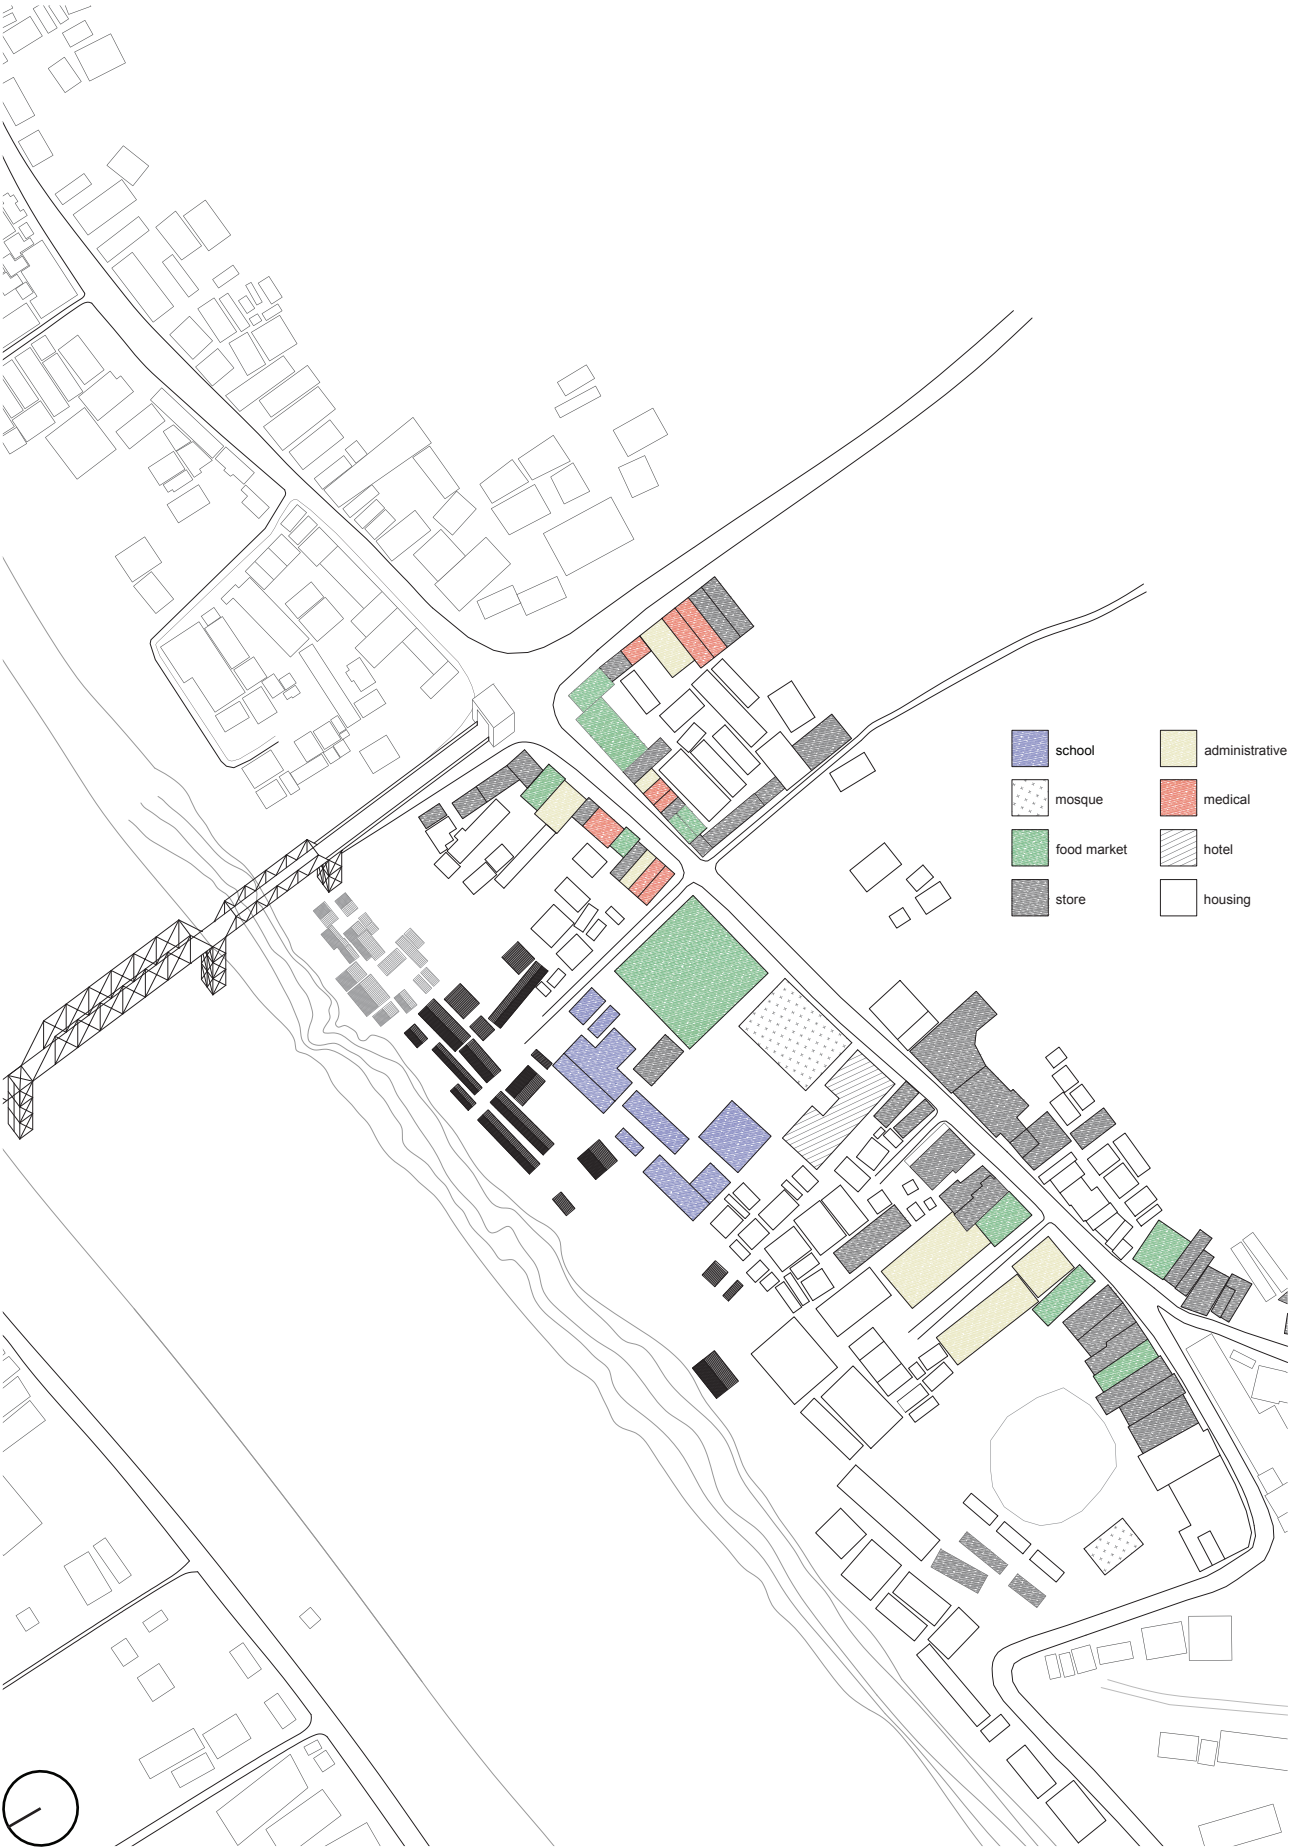 school
administrative
mosque
medical
food market
hotel
store
housing